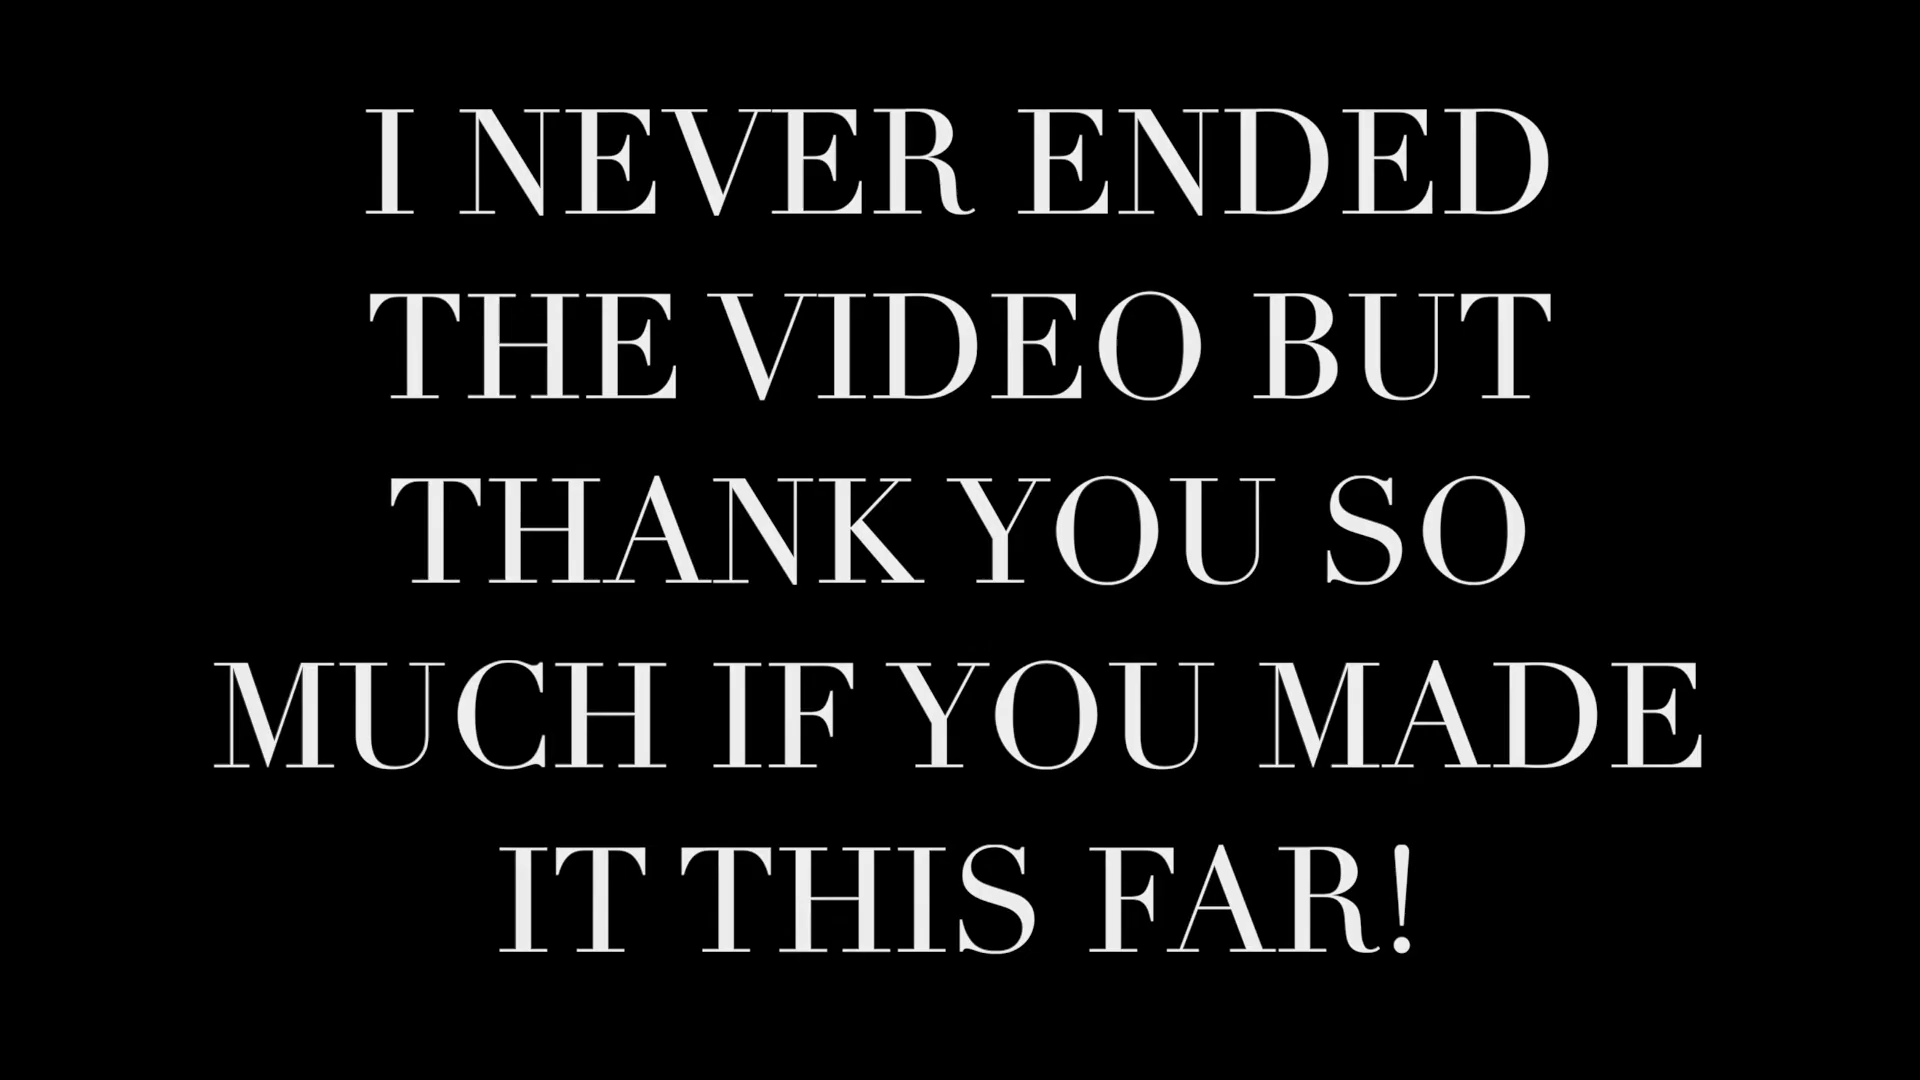 I NEVER ENDED
THE VIDEO BUT
THANK YOU SO
MUCH IF YOU MADE
IT THIS FAR!